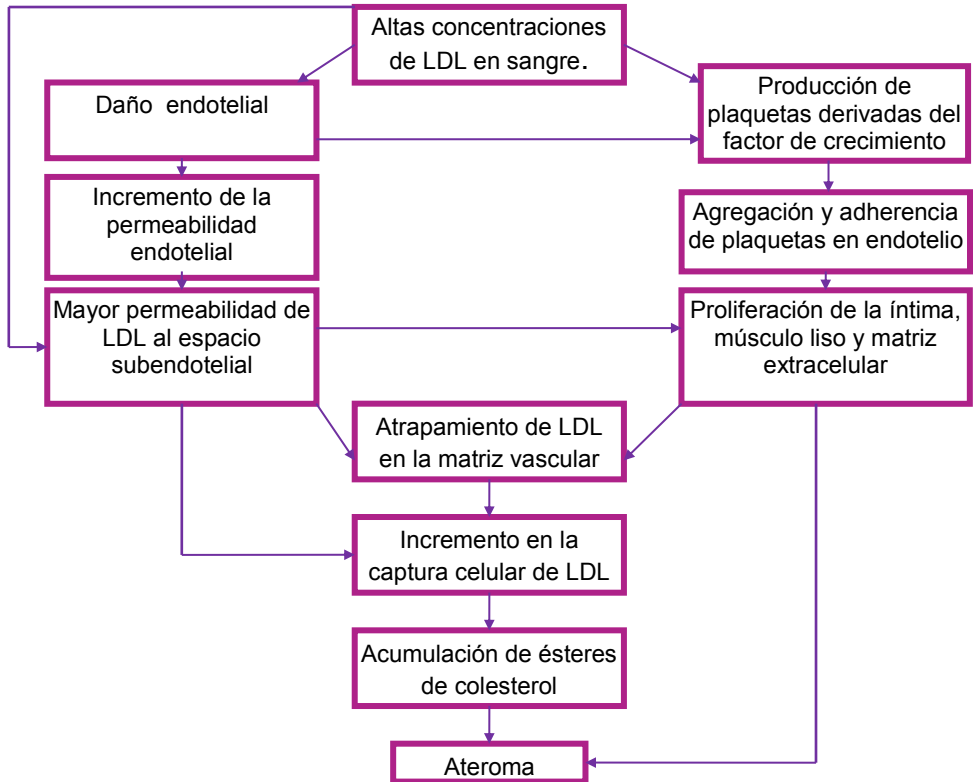 Altas concentraciones
de LDL en sangre.
Daño endotelial
Producción de
plaquetas derivadas del
factor de crecimiento
Incremento de la
permeabilidad
endotelial
Agregación y adherencia
de plaquetas en endotelio
Mayor permeabilidad de
LDL al espacio
subendotelial
Proliferación de la íntima,
músculo liso y matriz
extracelular
Atrapamiento de LDL
en la matriz vascular
Incremento en la
captura celular de LDL
Acumulación de ésteres
de colesterol
Ateroma